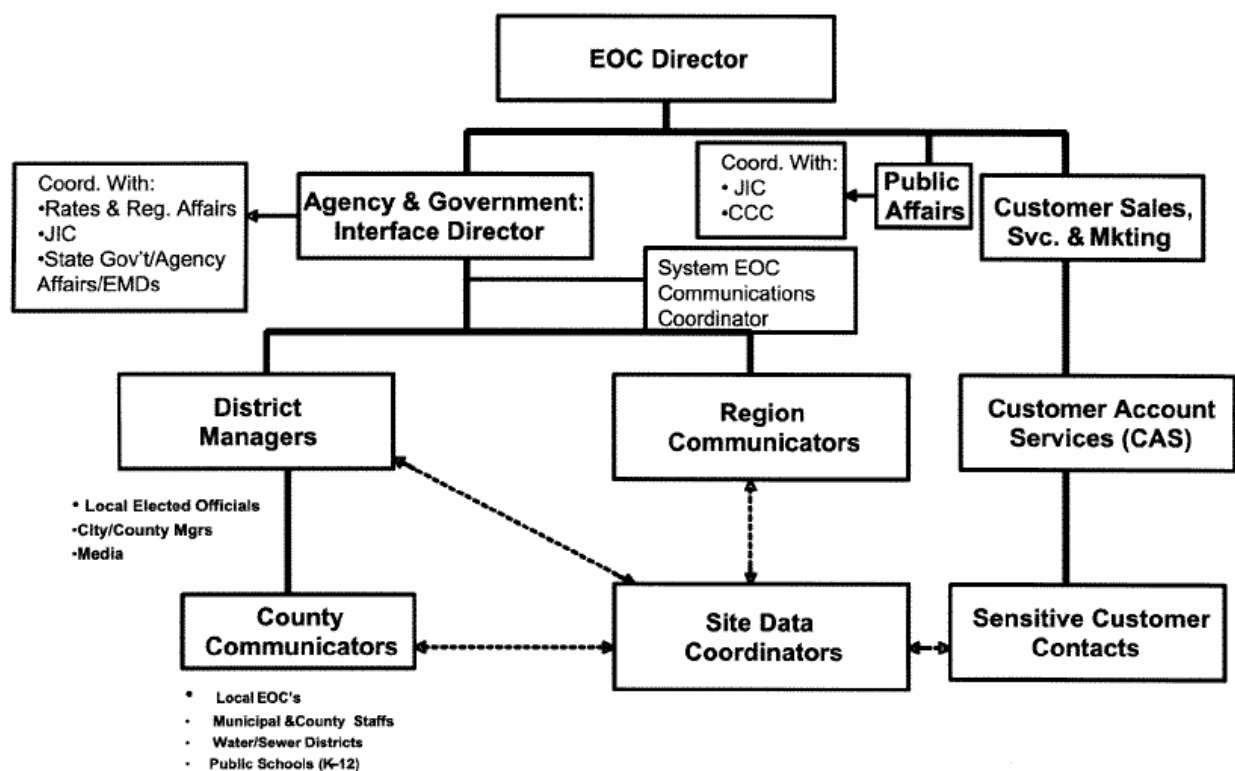 EOC Director
Coord. With:
•Rates & Reg. Affairs
•JIC
•State Gov't/Agency
Affairs/EMDs
Agency & Government:
Interface Director
Coord. With:
• JIC
•CCC
Public
Affairs
Customer Sales,
Svc. & Mkting
System EOC
Communications
Coordinator
District
Managers
Region
Communicators
Customer Account
Services (CAS)
• Local Elected Officials
•City/County Mgrs
•Media
County
Communicators
Site Data
Coordinators
Sensitive Customer
Contacts
• Local EOC's
• Municipal &County Staffs
• Water/Sewer Districts
• Public Schools (K-12)